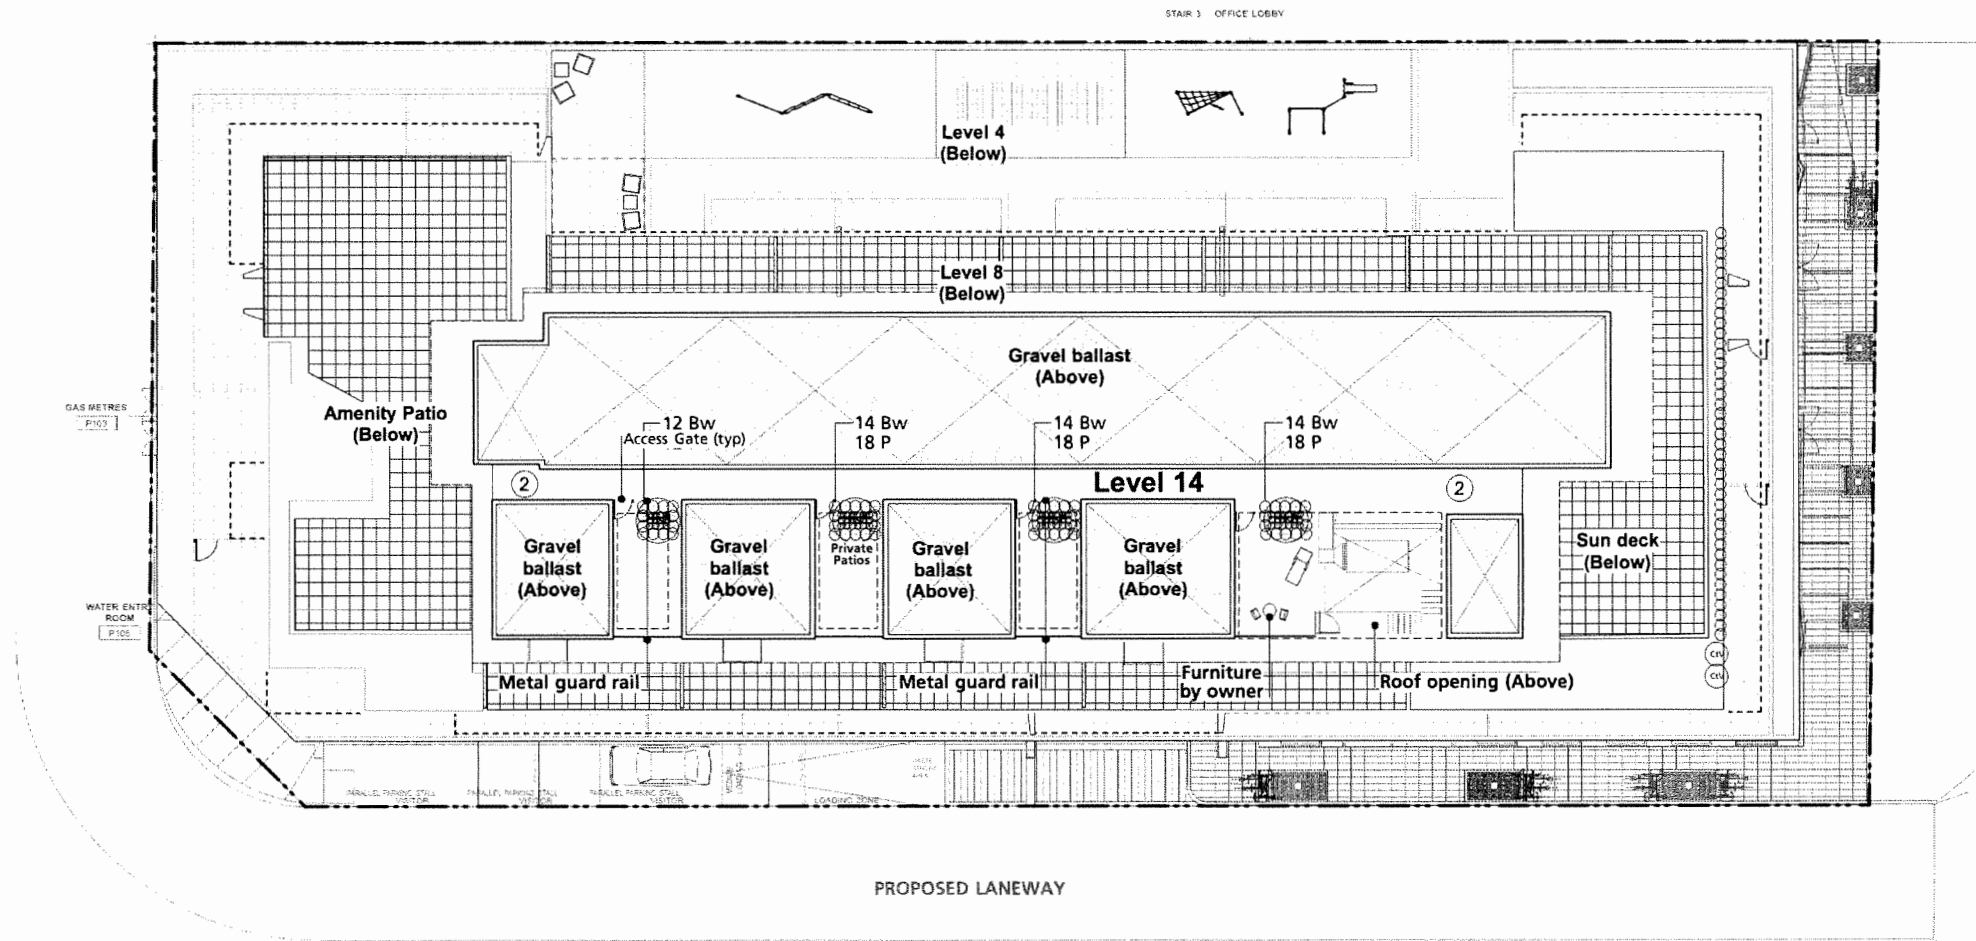 STAIR 3 OFFICE LOBBY
Level 4
(Below)
Level 8
(Below)
Gravel ballast
(Above)
GAS METRES
P103
Amenity Patio
(Below)
12 Bw
Access Gate (typ)
14 Bw
18 P
14 Bw
18 P
14 Bw
18 P
Level 14
2
2
Gravel
ballast
(Above)
Gravel
ballast
(Above)
Private
Patios
Gravel
ballast
(Above)
Gravel
ballast
(Above)
Sun deck
(Below)
WATER ENTR
ROOM
P105
Metal guard rail
Metal guard rail
Furniture
by owner
Roof opening (Above)
PARALLEL PARKING STALL
VISITOR
PARALLEL PARKING STALL
VISITOR
PARALLEL PARKING STALL
VISITOR
LOADING ZONE
PROPOSED LANEWAY